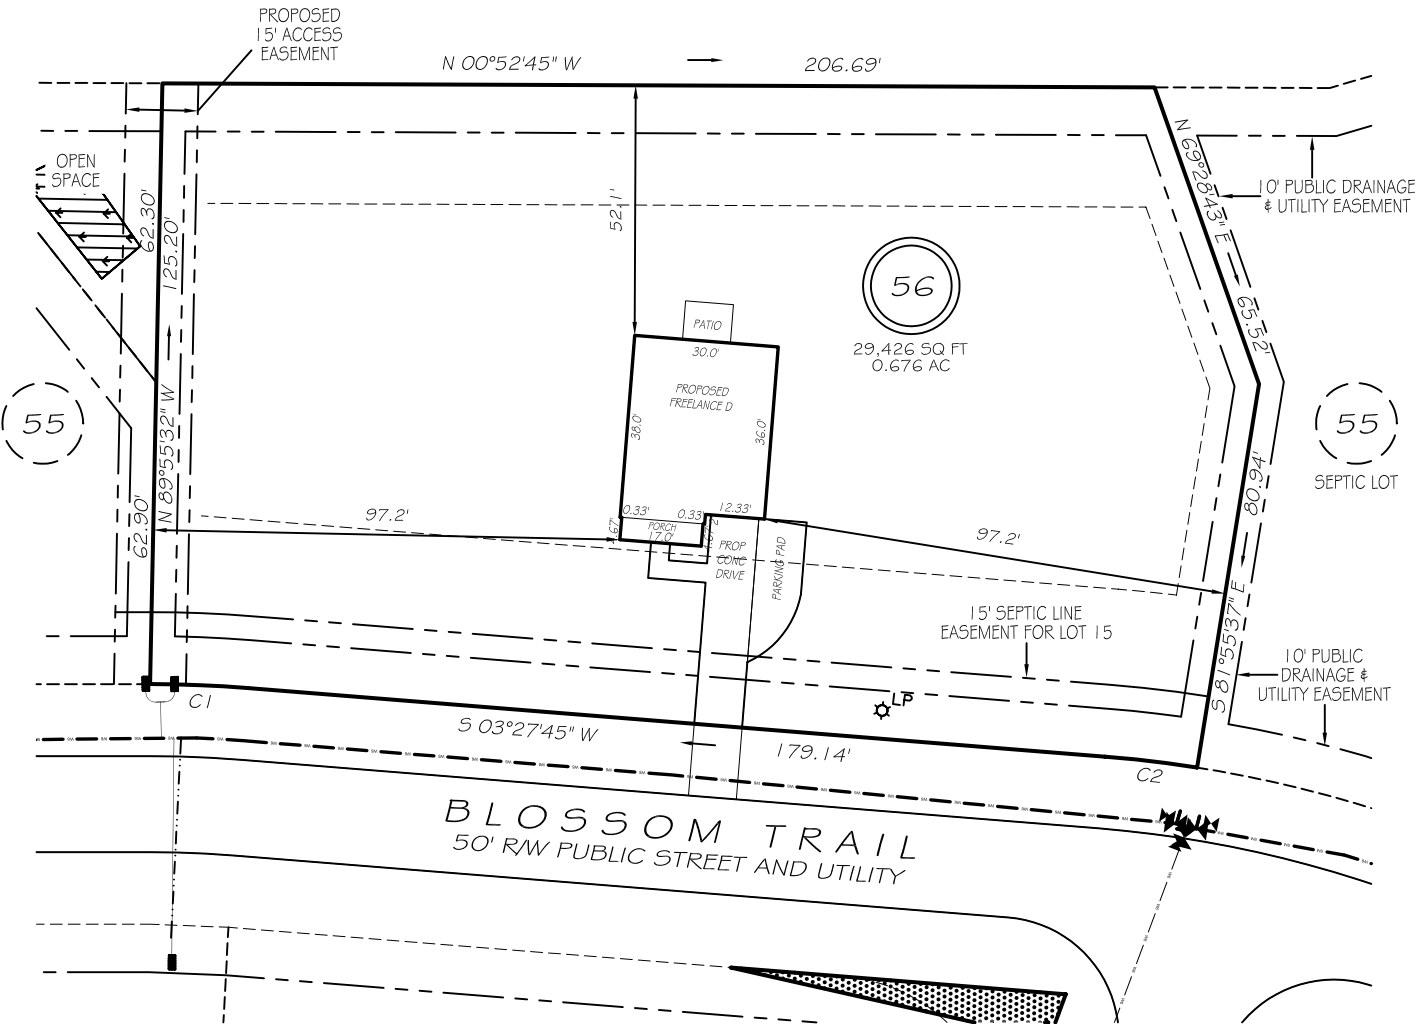 PROPOSED
15' ACCESS
EASEMENT
N 00°52'45" W
206.69'
OPEN
SPACE
62.30'
125.20'
N 89°55'32" W
62.90'
52.1'
N 69°28'43" E
65.52'
10' PUBLIC DRAINAGE
& UTILITY EASEMENT
56
29,426 SQ FT
0.676 AC
PATIO
30.0'
PROPOSED
FREELANCE D
38.0'
36.0'
55
55
SEPTIC LOT
80.94'
S 81°55'37" E
97.2'
0.33'
0.33'
12.33'
PORCH
17.0'
PROP
CONC
DRIVE
PARKING PAD
97.2'
15' SEPTIC LINE
EASEMENT FOR LOT 15
10' PUBLIC
DRAINAGE &
UTILITY EASEMENT
LP
C1
S 03°27'45" W
179.14'
C2
BLOSSOM TRAIL
50' R/W PUBLIC STREET AND UTILITY